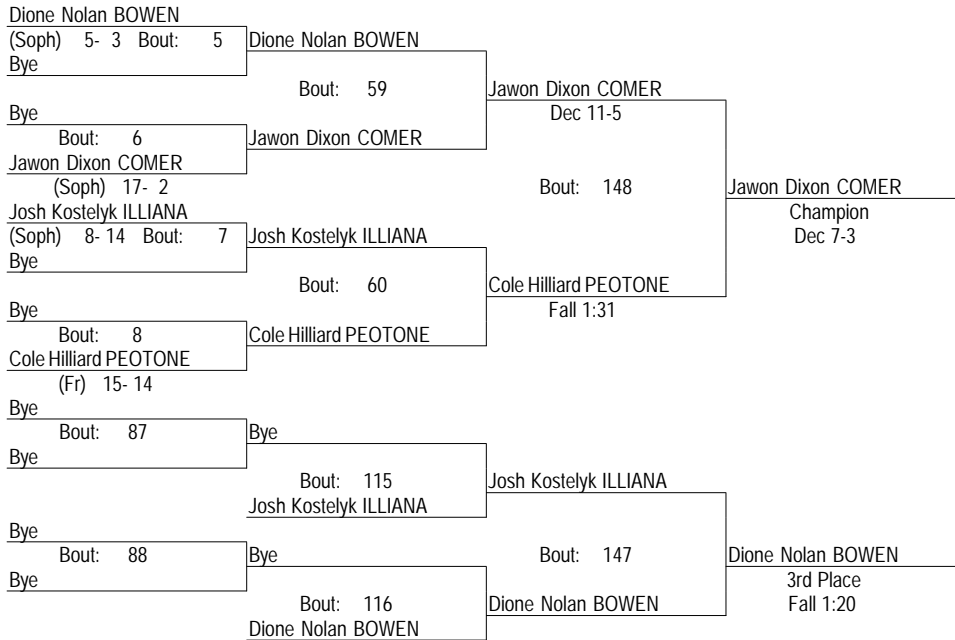 Dione Nolan BOWEN
(Soph) 5- 3 Bout: 5 Dione Nolan BOWEN
Bye
Bout: 59 Jawon Dixon COMER
Bye Dec 11-5
Bout: 6 Jawon Dixon COMER
Jawon Dixon COMER
(Soph) 17- 2 Bout: 148 Jawon Dixon COMER
Josh Kostelyk ILLIANA Champion
(Soph) 8- 14 Bout: 7 Josh Kostelyk ILLIANA Dec 7-3
Bye
Bout: 60 Cole Hilliard PEOTONE
Bye Fall 1:31
Bout: 8 Cole Hilliard PEOTONE
Cole Hilliard PEOTONE
(Fr) 15- 14
Bye
Bout: 87 Bye
Bye
Bout: 115 Josh Kostelyk ILLIANA
Josh Kostelyk ILLIANA
Bye
Bout: 88 Bye Bout: 147 Dione Nolan BOWEN
Bye 3rd Place
Bout: 116 Dione Nolan BOWEN Fall 1:20
Dione Nolan BOWEN